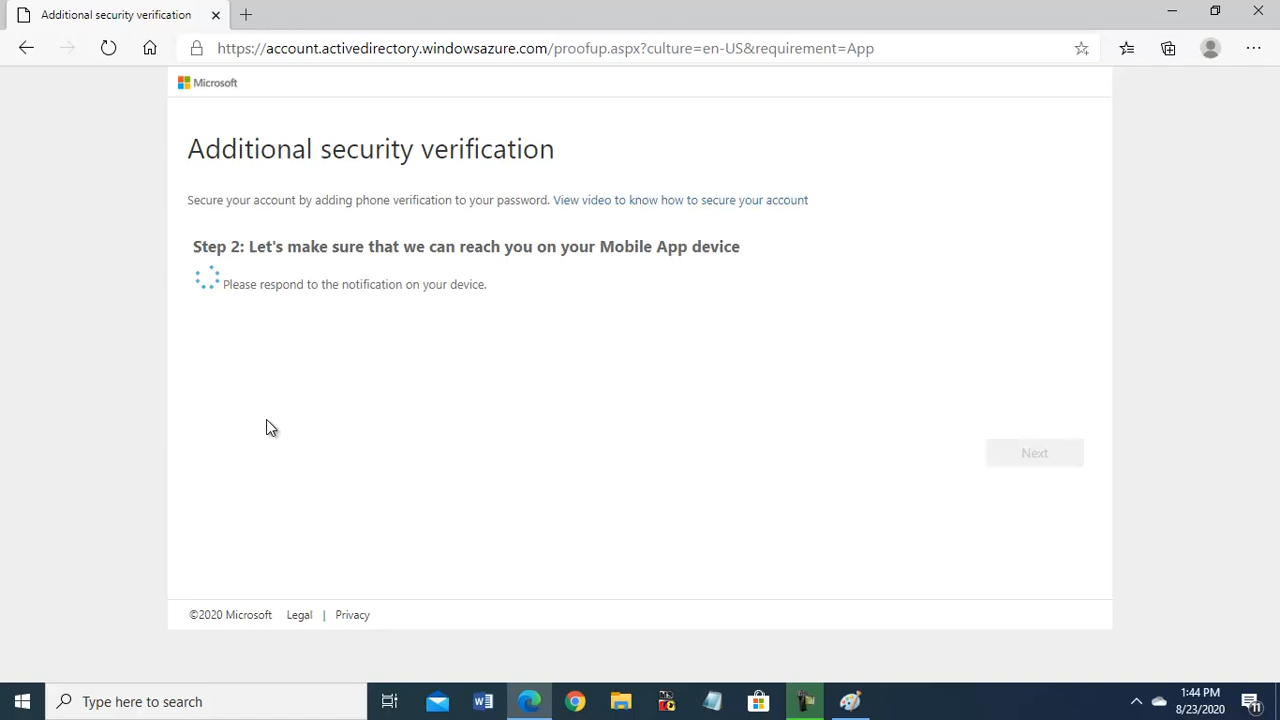 Additional security verification
https://account.activedirectory.windowsazure.com/proofup.aspx?culture=en-US&requirement=App
Microsoft
Additional security verification
Secure your account by adding phone verification to your password. View video to know how to secure your account
Step 2: Let's make sure that we can reach you on your Mobile App device
Please respond to the notification on your device.
Next
©2020 Microsoft Legal | Privacy
Type here to search
1:44 PM
8/23/2020
11